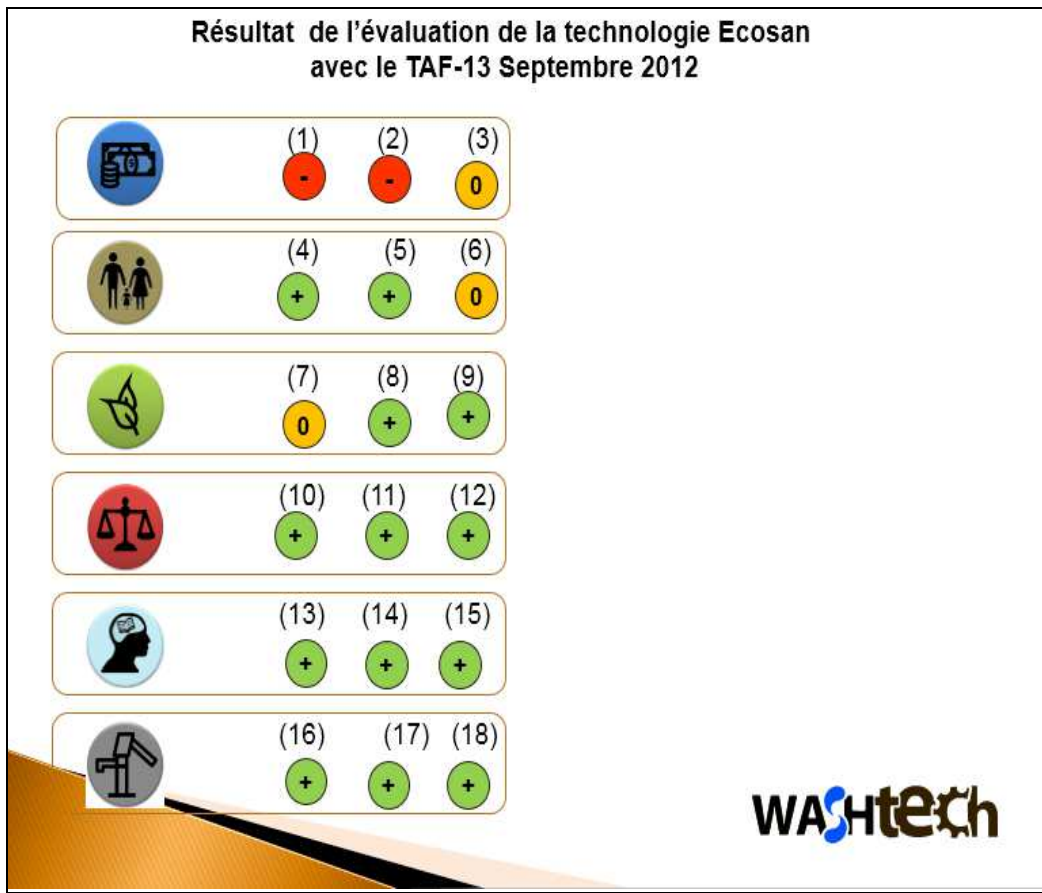 Résultat de l'évaluation de la technologie Ecosan
avec le TAF-13 Septembre 2012
(1) (2) (3)
- - 0
(4) (5) (6)
+ + 0
(7) (8) (9)
0 + +
(10) (11) (12)
+ + +
(13) (14) (15)
+ + +
(16) (17) (18)
+ + +
WASHtech